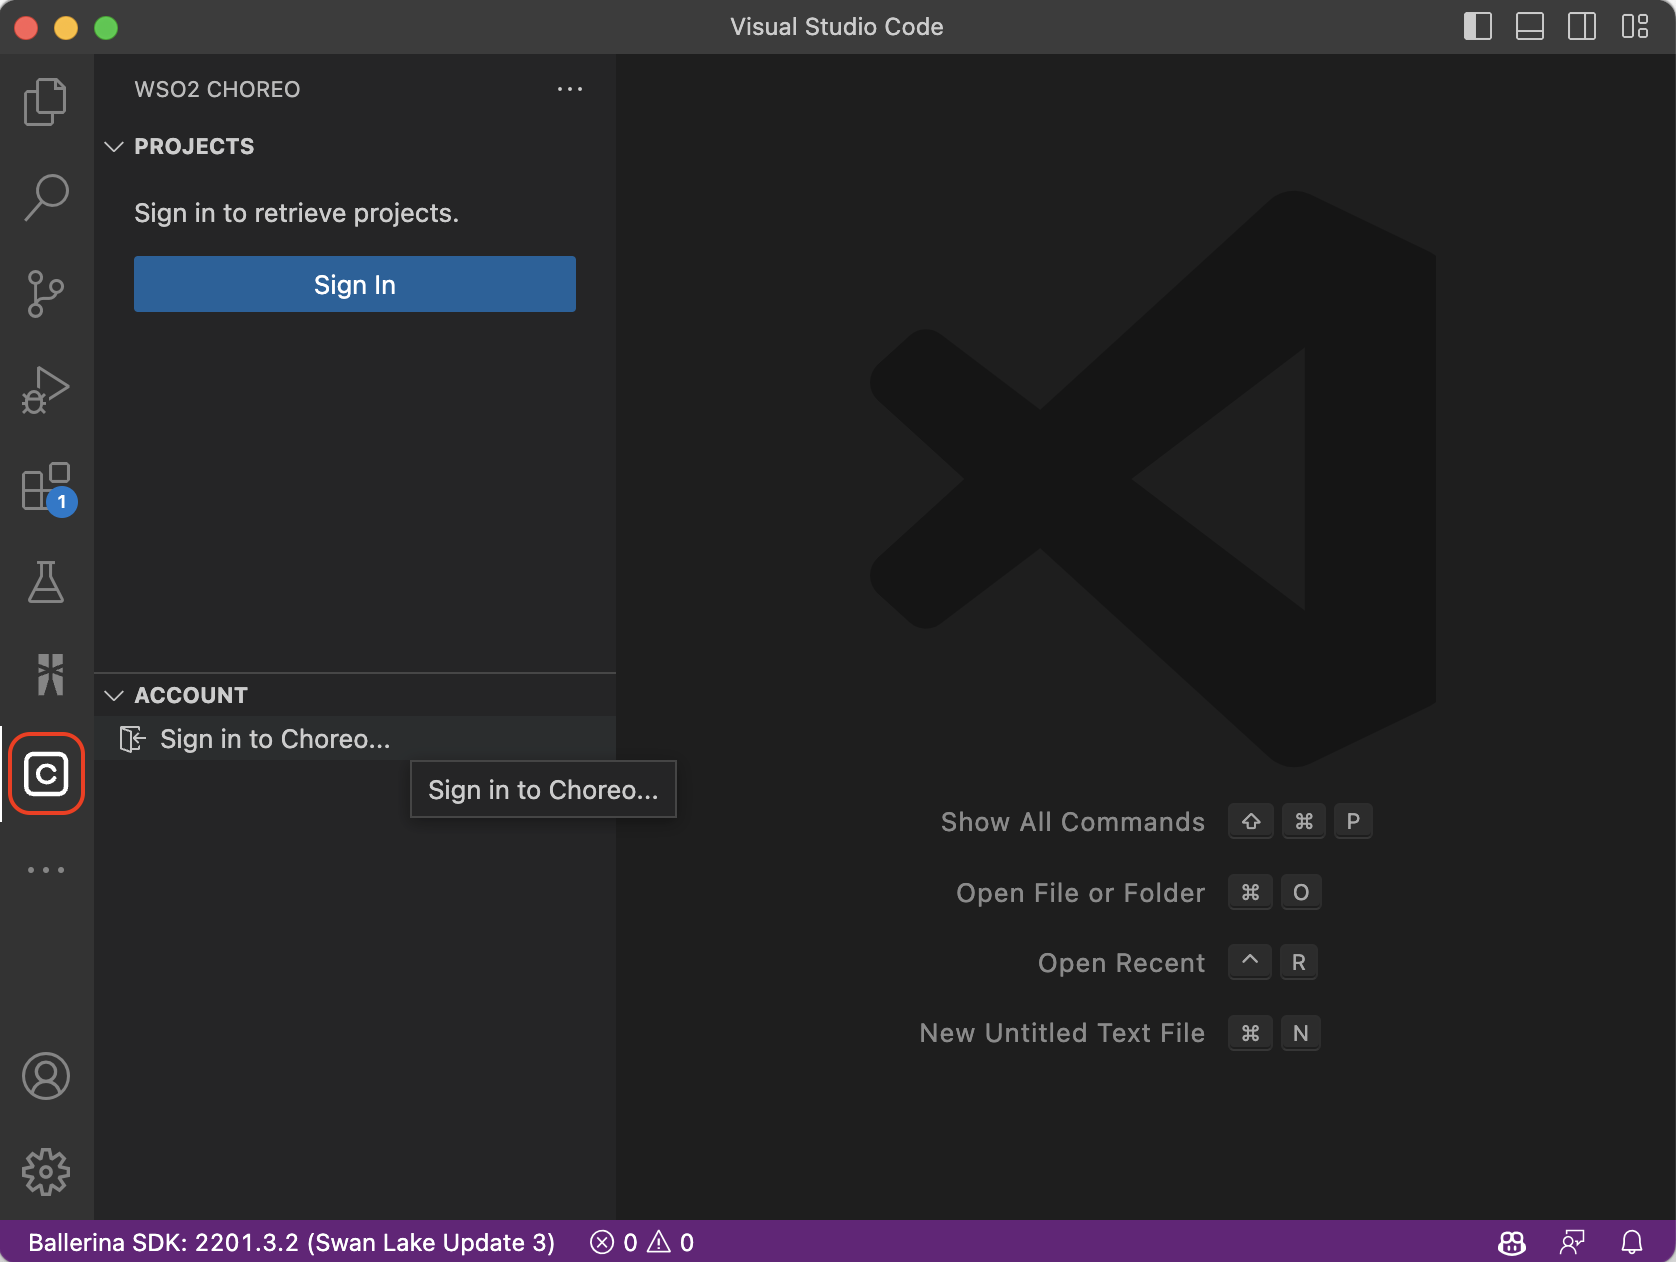 Visual Studio Code
WSO2 CHOREO
PROJECTS
Sign in to retrieve projects.
Sign In
1
ACCOUNT
Sign in to Choreo...
C
Sign in to Choreo...
Show All Commands ⇧ ⌘ P
Open File or Folder ⌘ O
Open Recent ^ R
New Untitled Text File ⌘ N
Ballerina SDK: 2201.3.2 (Swan Lake Update 3) 0 0